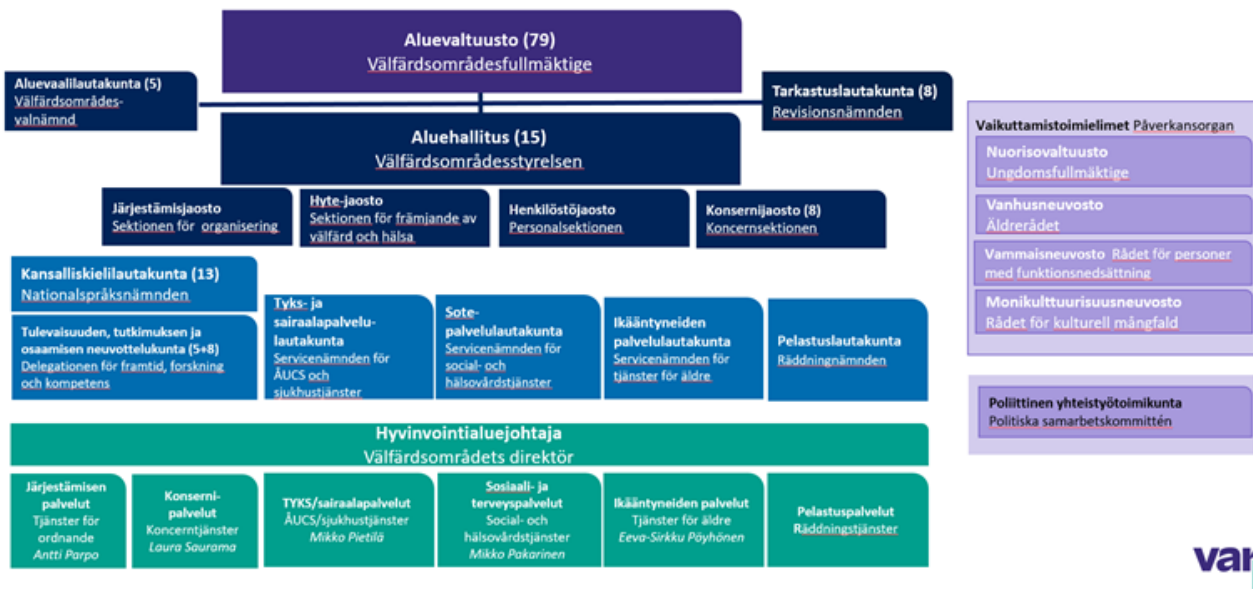 Aluevaltuusto (79)
Välfärdsområdesfullmäktige
Aluevaalilautakunta (5)
Välfärdsområdes-
valnämnd
Tarkastuslautakunta (8)
Revisionsnämnden
Aluehallitus (15)
Välfärdsområdesstyrelsen
Järjestämisjaosto
Sektionen för organisering
Hyte-jaosto
Sektionen för främjande av
välfärd och hälsa
Henkilöstöjaosto
Personalsektionen
Konsernijaosto (8)
Koncernsektionen
Kansalliskielilautakunta (13)
Nationalspråksnämnden
Tulevaisuuden, tutkimuksen ja
osaamisen neuvottelukunta (5+8)
Delegationen för framtid, forskning
och kompetens
Tyks- ja
sairaalapalvelu-
lautakunta
Servicenämnden för
ÅUCS och
sjukhustjänster
Sote-
palvelulautakunta
Servicenämnden för
social- och
hälsovårdstjänster
Ikääntyneiden
palvelulautakunta
Servicenämnden för
tjänster för äldre
Pelastuslautakunta
Räddningnämnden
Hyvinvointialuejohtaja
Välfärdsområdets direktör
Järjestämisen
palvelut
Tjänster för
ordnande
Antti Parpo
Konserni-
palvelut
Koncerntjänster
Laura Saurama
TYKS/sairaalapalvelut
ÅUCS/sjukhustjänster
Mikko Pietilä
Sosiaali- ja
terveyspalvelut
Social- och
hälsovårdstjänster
Mikko Pakarinen
Ikääntyneiden palvelut
Tjänster för äldre
Eeva-Sirkku Pöyhönen
Pelastuspalvelut
Räddningstjänster
Vaikuttamistoimielimet Påverkansorgan
Nuorisovaltuusto
Ungdomsfullmäktige
Vanhusneuvosto
Äldrerådet
Vammaisneuvosto Rådet för personer
med funktionsnedsättning
Monikulttuurisuusneuvosto
Rådet för kulturell mångfald
Poliittinen yhteistyötoimikunta
Politiska samarbetskommittén